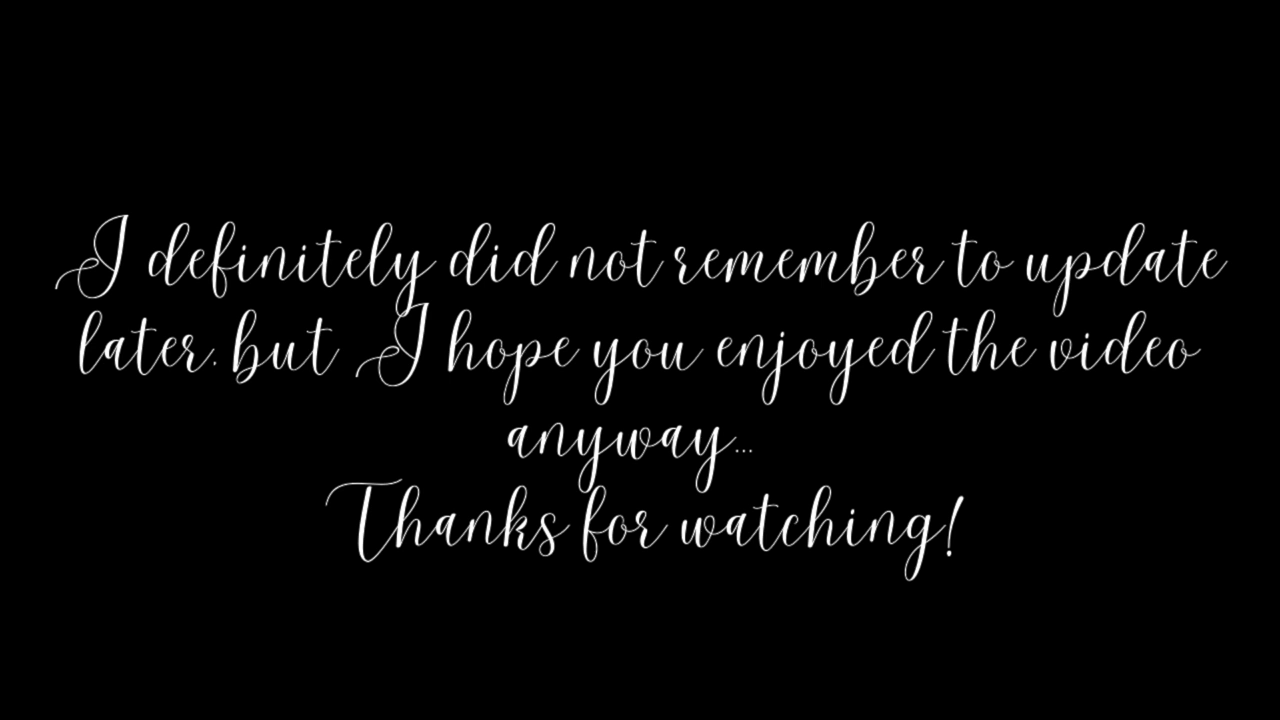 I definitely did not remember to update
later, but I hope you enjoyed the video
anyway...
Thanks for watching!